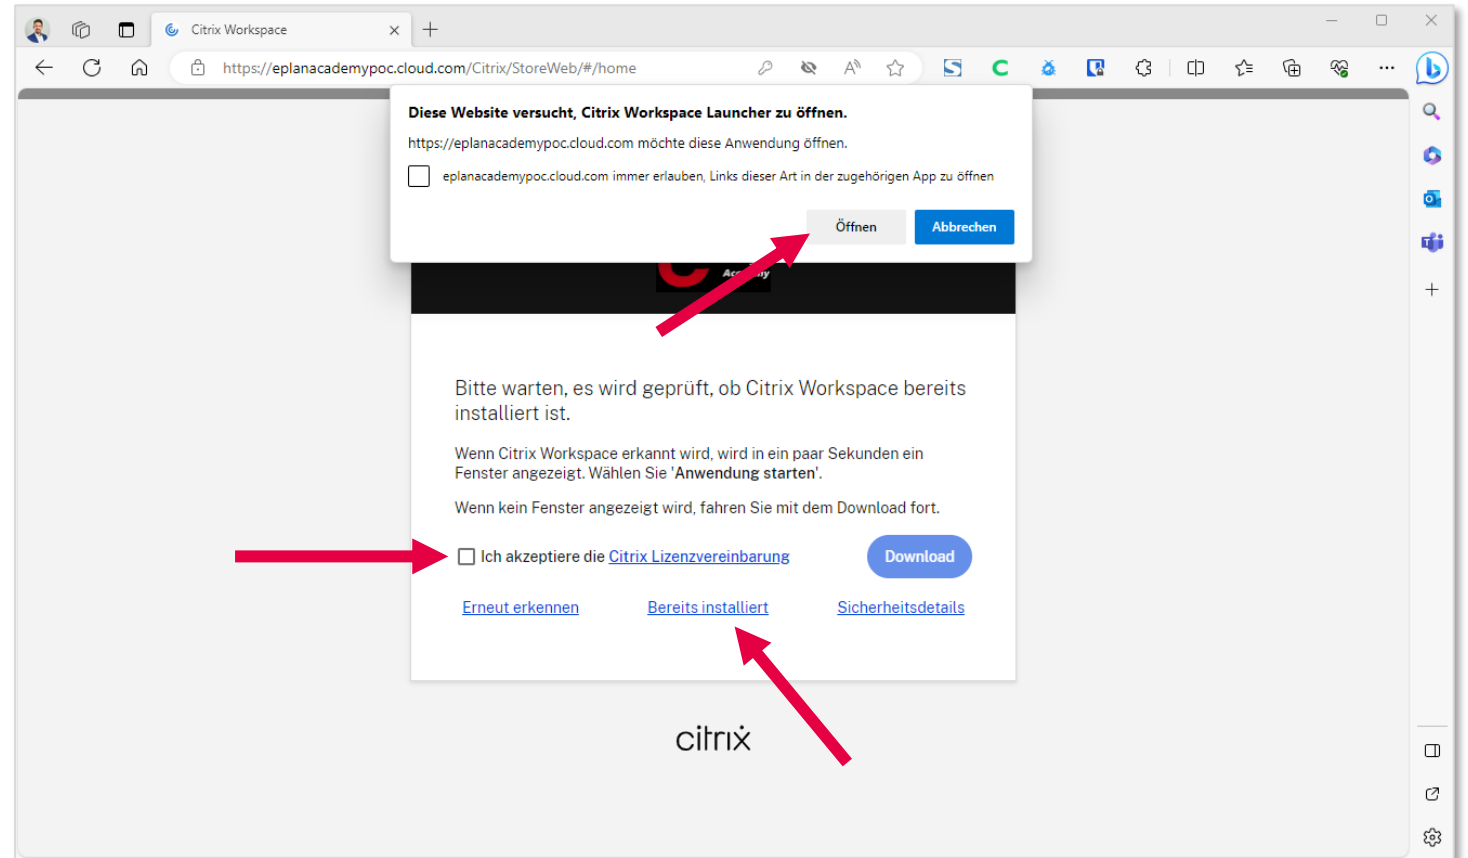 Citrix Workspace
https://eplanacademypoc.cloud.com/Citrix/StoreWeb/#/home
Diese Website versucht, Citrix Workspace Launcher zu öffnen.
https://eplanacademypoc.cloud.com möchte diese Anwendung öffnen.
eplanacademypoc.cloud.com immer erlauben, Links dieser Art in der zugehörigen App zu öffnen
Öffnen
Abbrechen
Bitte warten, es wird geprüft, ob Citrix Workspace bereits
installiert ist.
Wenn Citrix Workspace erkannt wird, wird in ein paar Sekunden ein
Fenster angezeigt. Wählen Sie 'Anwendung starten'.
Wenn kein Fenster angezeigt wird, fahren Sie mit dem Download fort.
Ich akzeptiere die Citrix Lizenzvereinbarung
Download
Erneut erkennen
Bereits installiert
Sicherheitsdetails
citrix